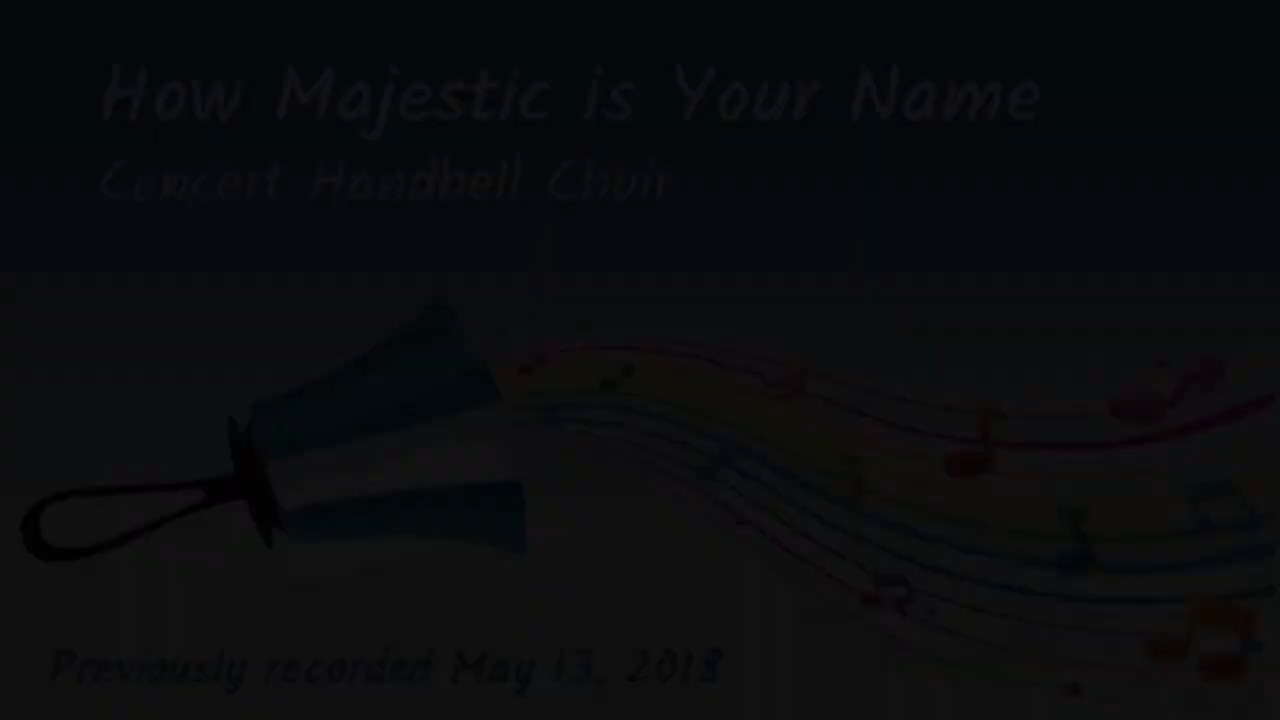 How Majestic is Your Name
Concert Handbell Choir
Previously recorded May 13, 2018